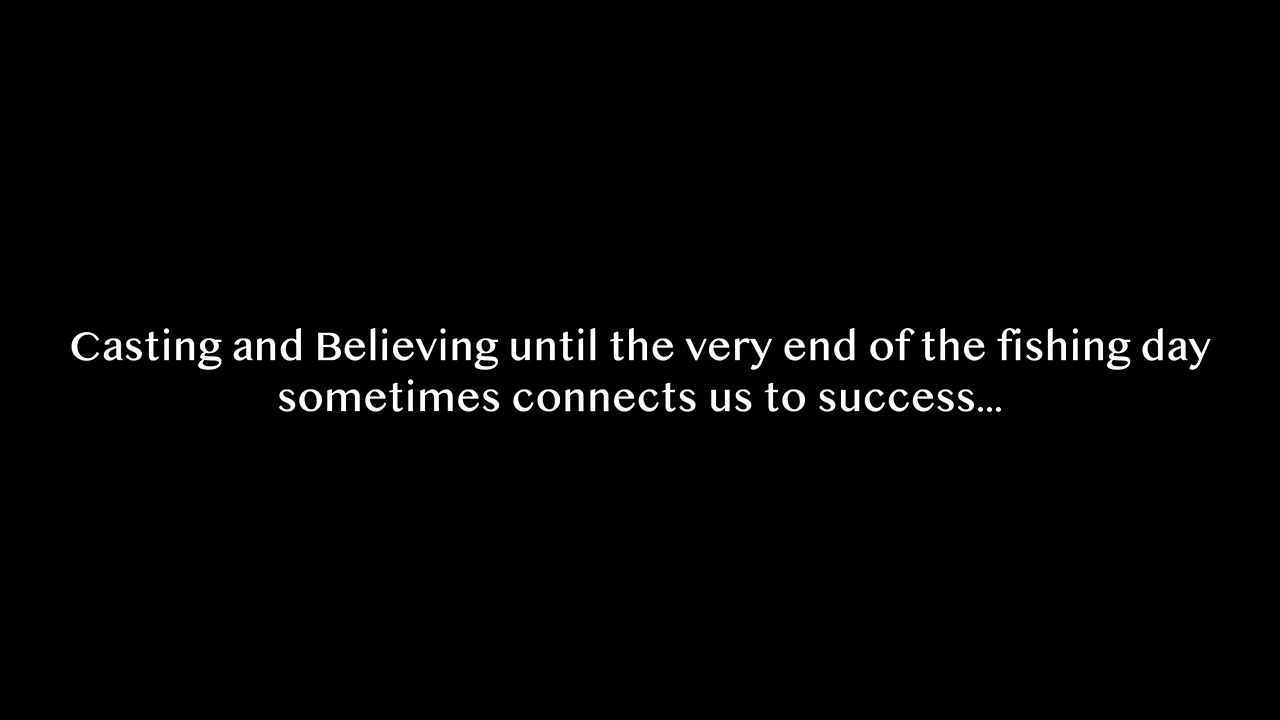 Casting and Believing until the very end of the fishing day
sometimes connects us to success...